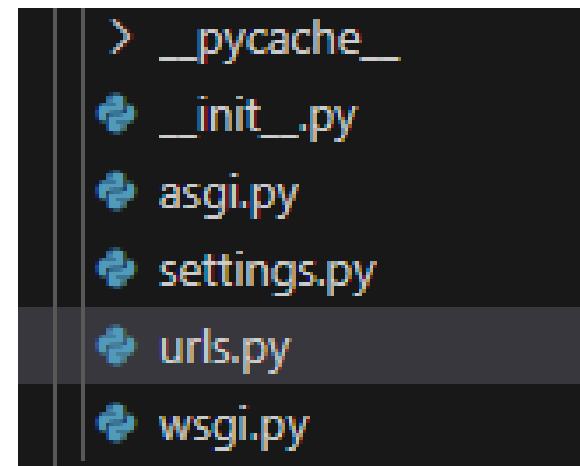 __pycache__
__init__.py
asgi.py
settings.py
urls.py
wsgi.py